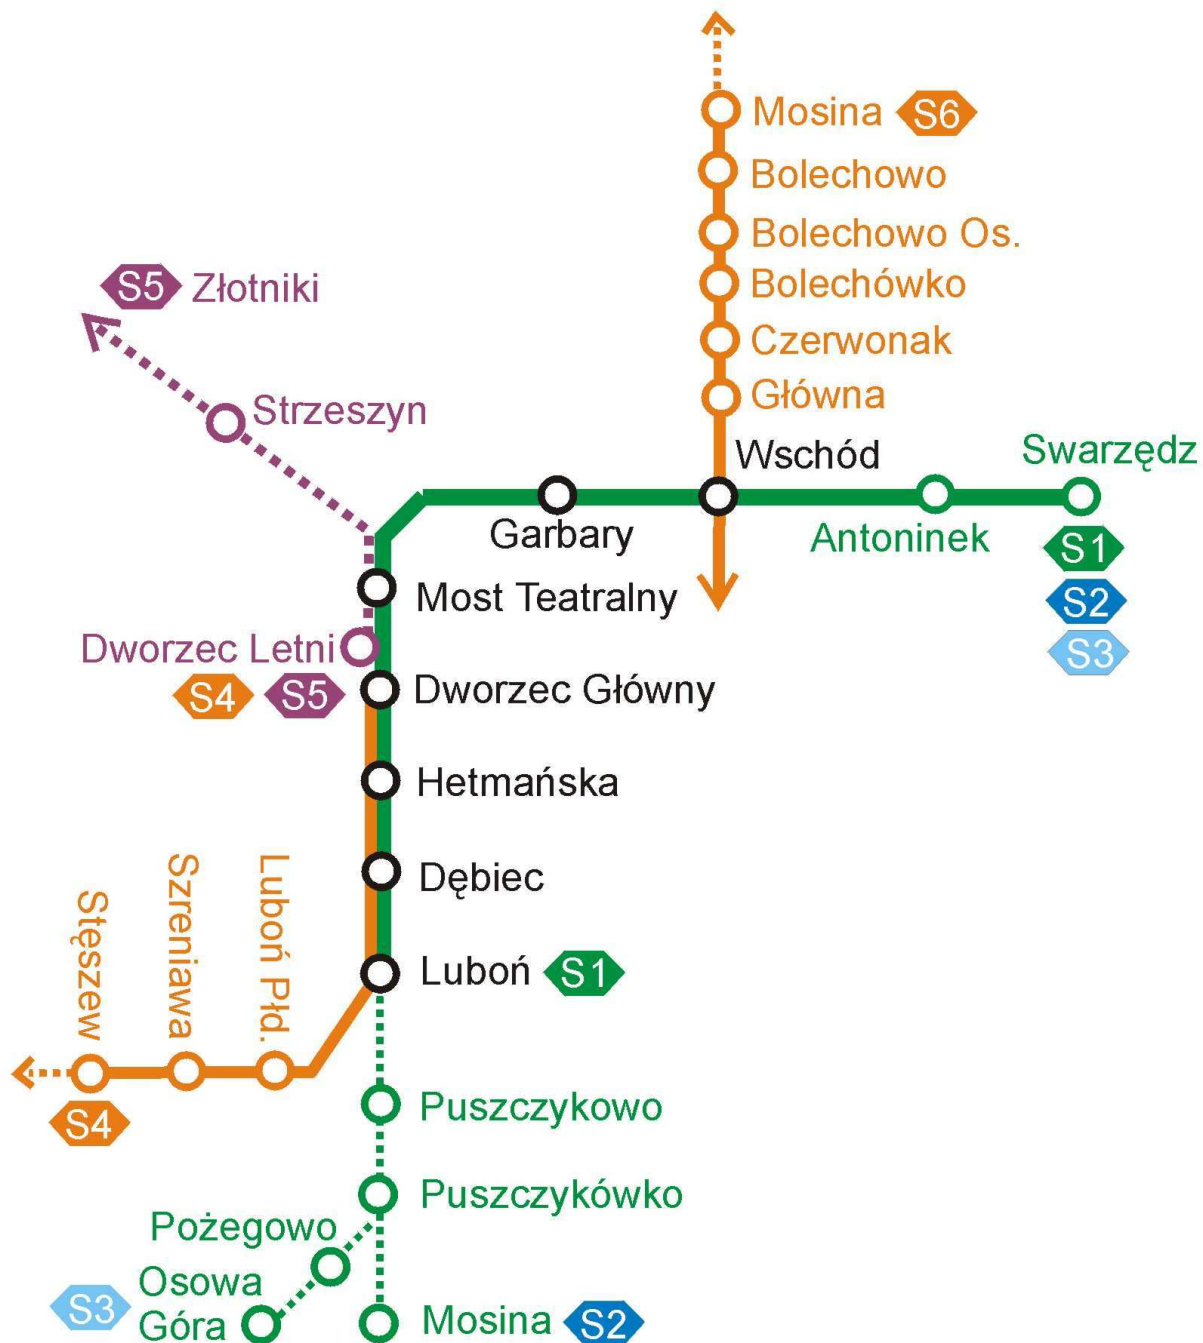 Mosina S6
Bolechowo
Bolechowo Os.
Bolechówko
Czerwonak
Główna
S5 Złotniki
Strzeszyn
Wschód
Swarzędz
Garbary
Antoninek
S1
S2
S3
Most Teatralny
Dworzec Letni
S4 S5
Dworzec Główny
Hetmańska
Dębiec
Luboń S1
Stęszew
Szreniawa
Luboń Płd.
S4
Puszczykowo
Puszczykówko
Pożegowo
S3 Osowa
Góra
Mosina S2